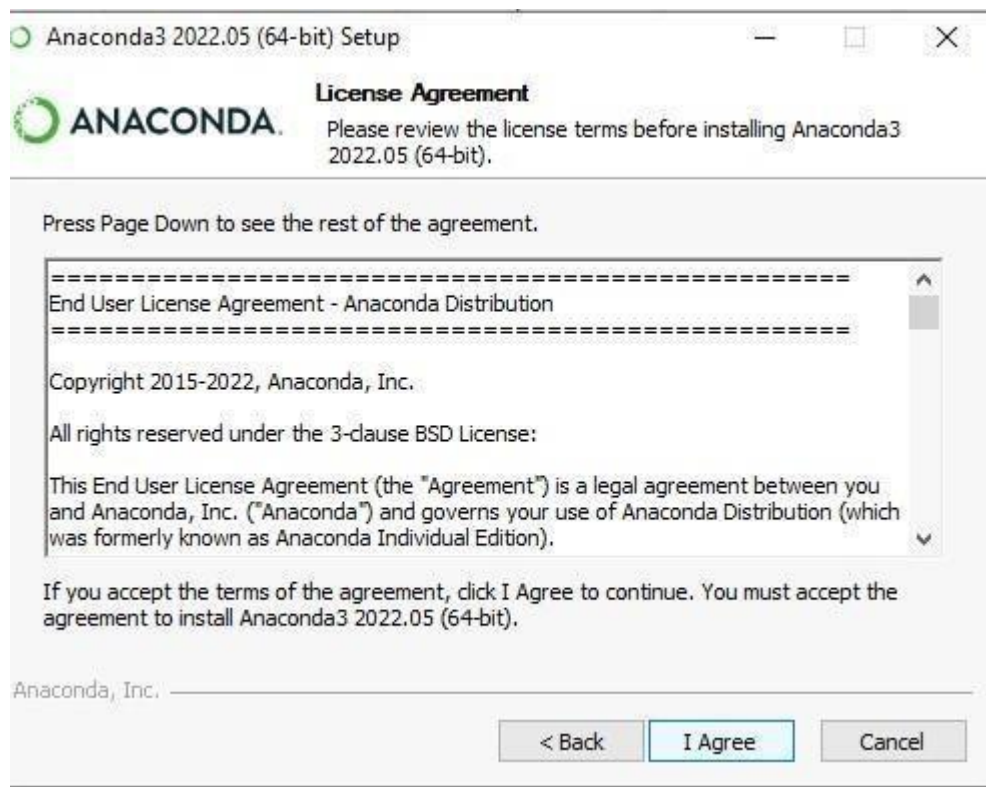 Anaconda3 2022.05 (64-bit) Setup
ANACONDA.
License Agreement
Please review the license terms before installing Anaconda3
2022.05 (64-bit).
Press Page Down to see the rest of the agreement.
==================================================
End User License Agreement - Anaconda Distribution
==================================================
Copyright 2015-2022, Anaconda, Inc.
All rights reserved under the 3-clause BSD License:
This End User License Agreement (the "Agreement") is a legal agreement between you
and Anaconda, Inc. ("Anaconda") and governs your use of Anaconda Distribution (which
was formerly known as Anaconda Individual Edition).
If you accept the terms of the agreement, click I Agree to continue. You must accept the
agreement to install Anaconda3 2022.05 (64-bit).
Anaconda, Inc.
< Back
I Agree
Cancel